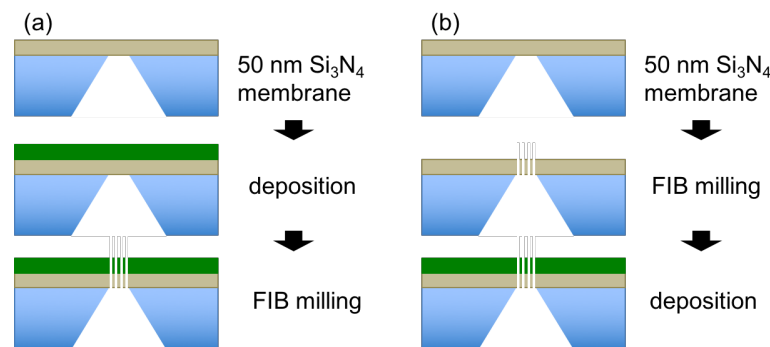 (a)
50 nm Si₃N₄
membrane
deposition
FIB milling
(b)
50 nm Si₃N₄
membrane
FIB milling
deposition